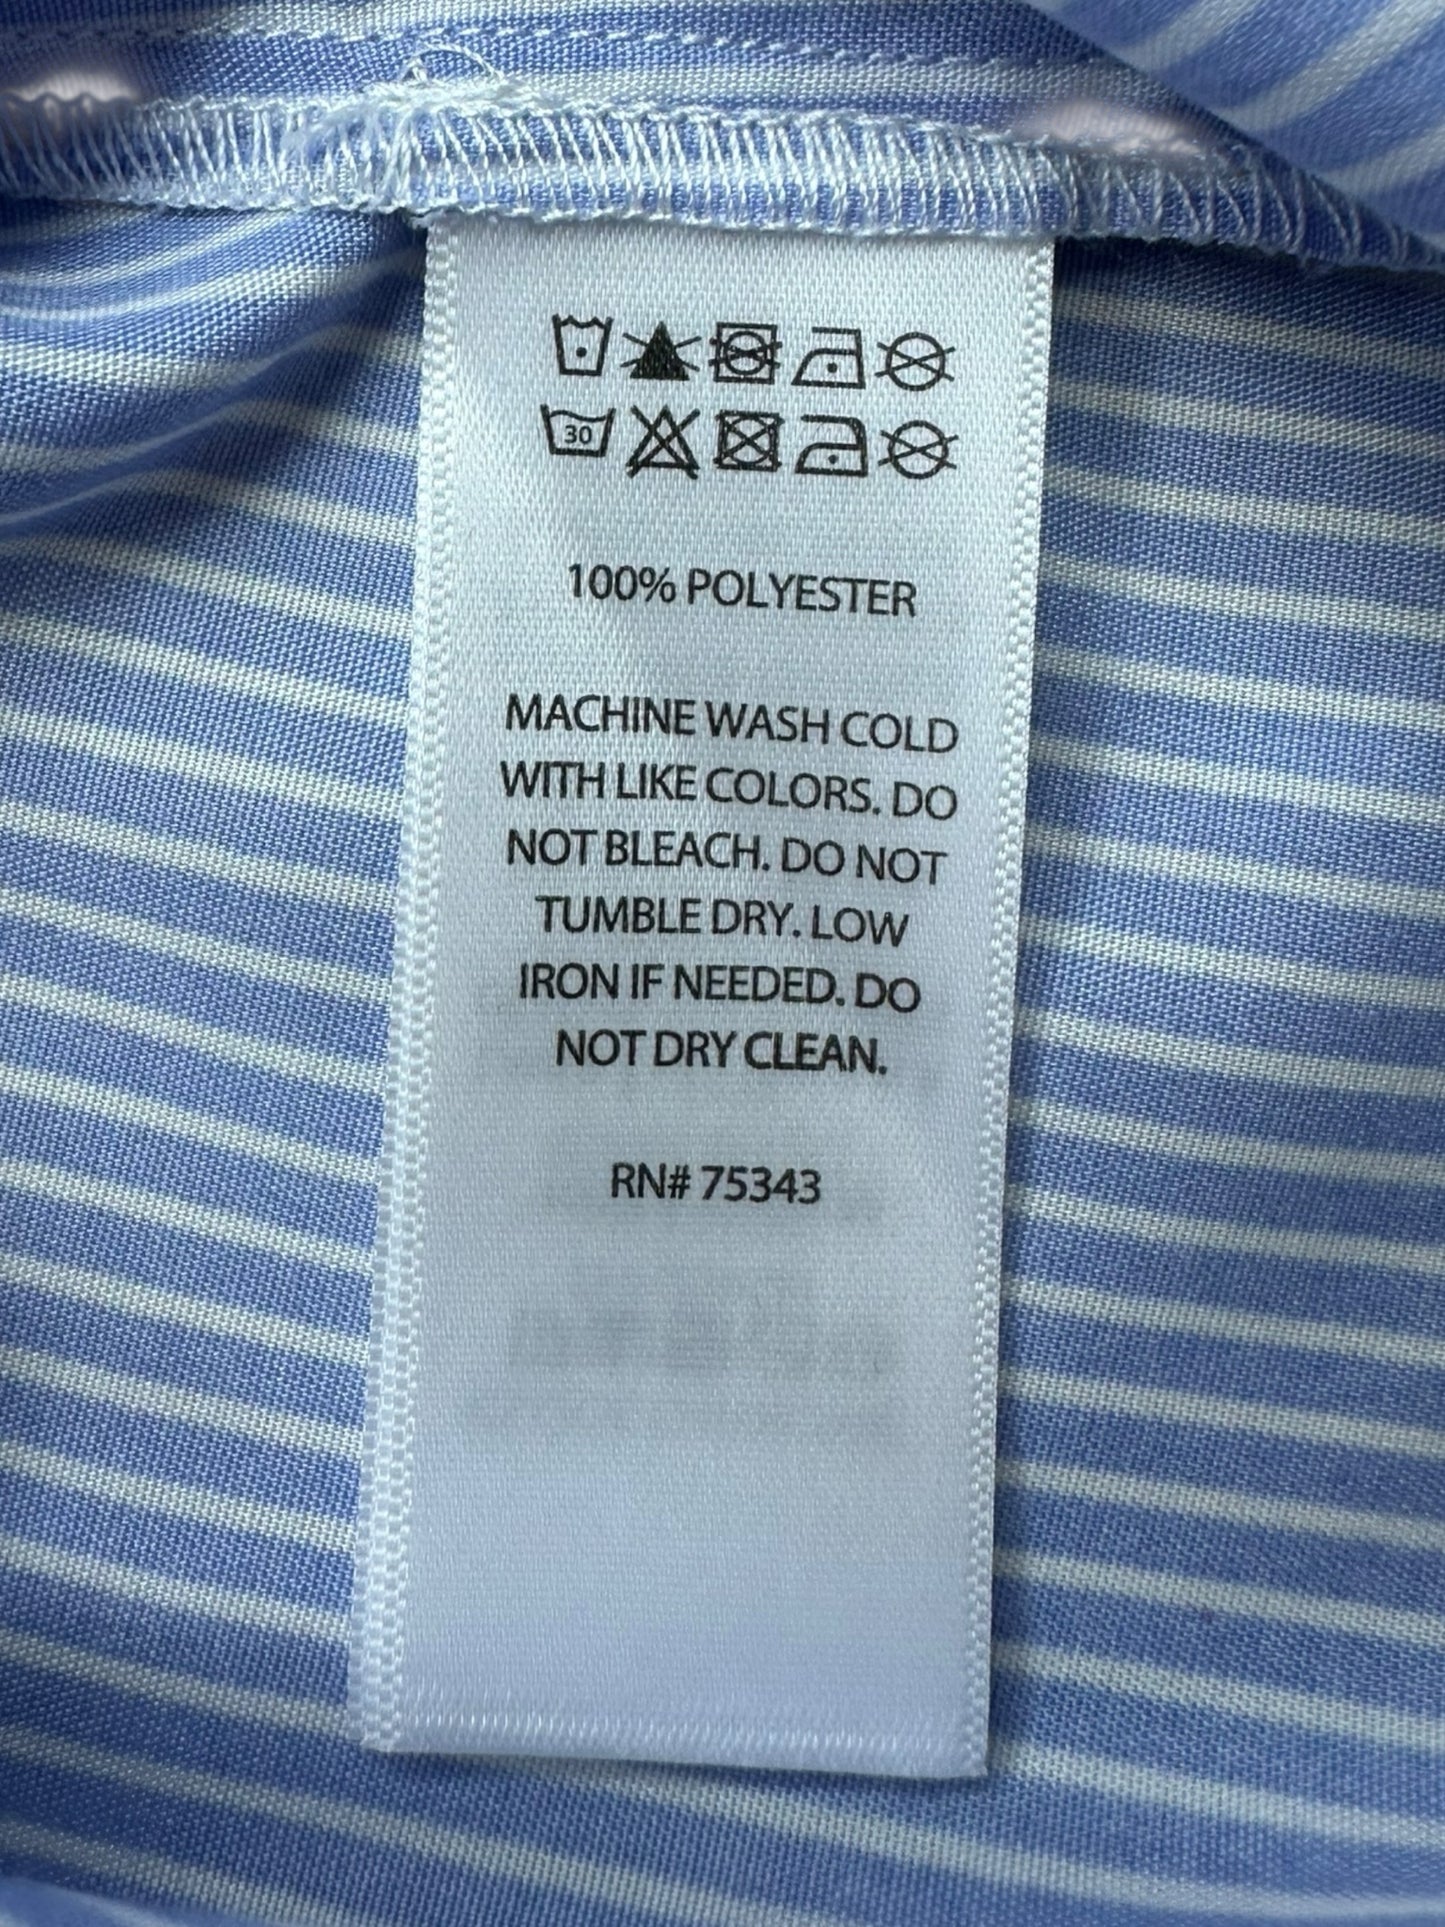 30
100% POLYESTER
MACHINE WASH COLD
WITH LIKE COLORS. DO
NOT BLEACH. DO NOT
TUMBLE DRY. LOW
IRON IF NEEDED. DO
NOT DRY CLEAN.
RN# 75343